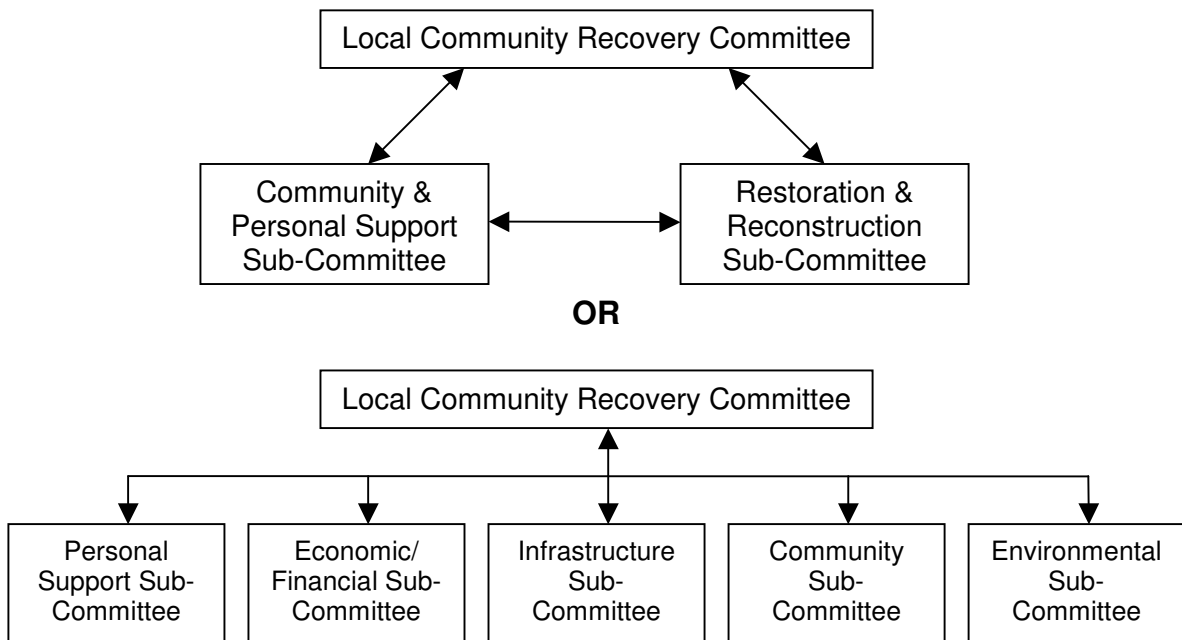 Local Community Recovery Committee
Community &
Personal Support
Sub-Committee
Restoration &
Reconstruction
Sub-Committee
OR
Local Community Recovery Committee
Personal
Support Sub-
Committee
Economic/
Financial Sub-
Committee
Infrastructure
Sub-
Committee
Community
Sub-
Committee
Environmental
Sub-
Committee